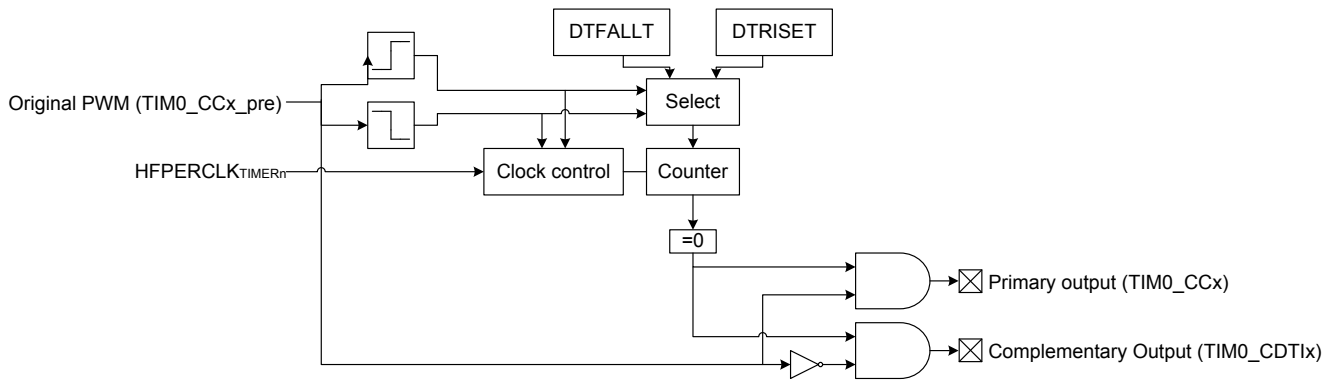 DTFALLT
DTRISET
Original PWM (TIM0_CCx_pre)
Select
HFPERCLKTIMERn
Clock control
Counter
=0
Primary output (TIM0_CCx)
Complementary Output (TIM0_CDTIx)